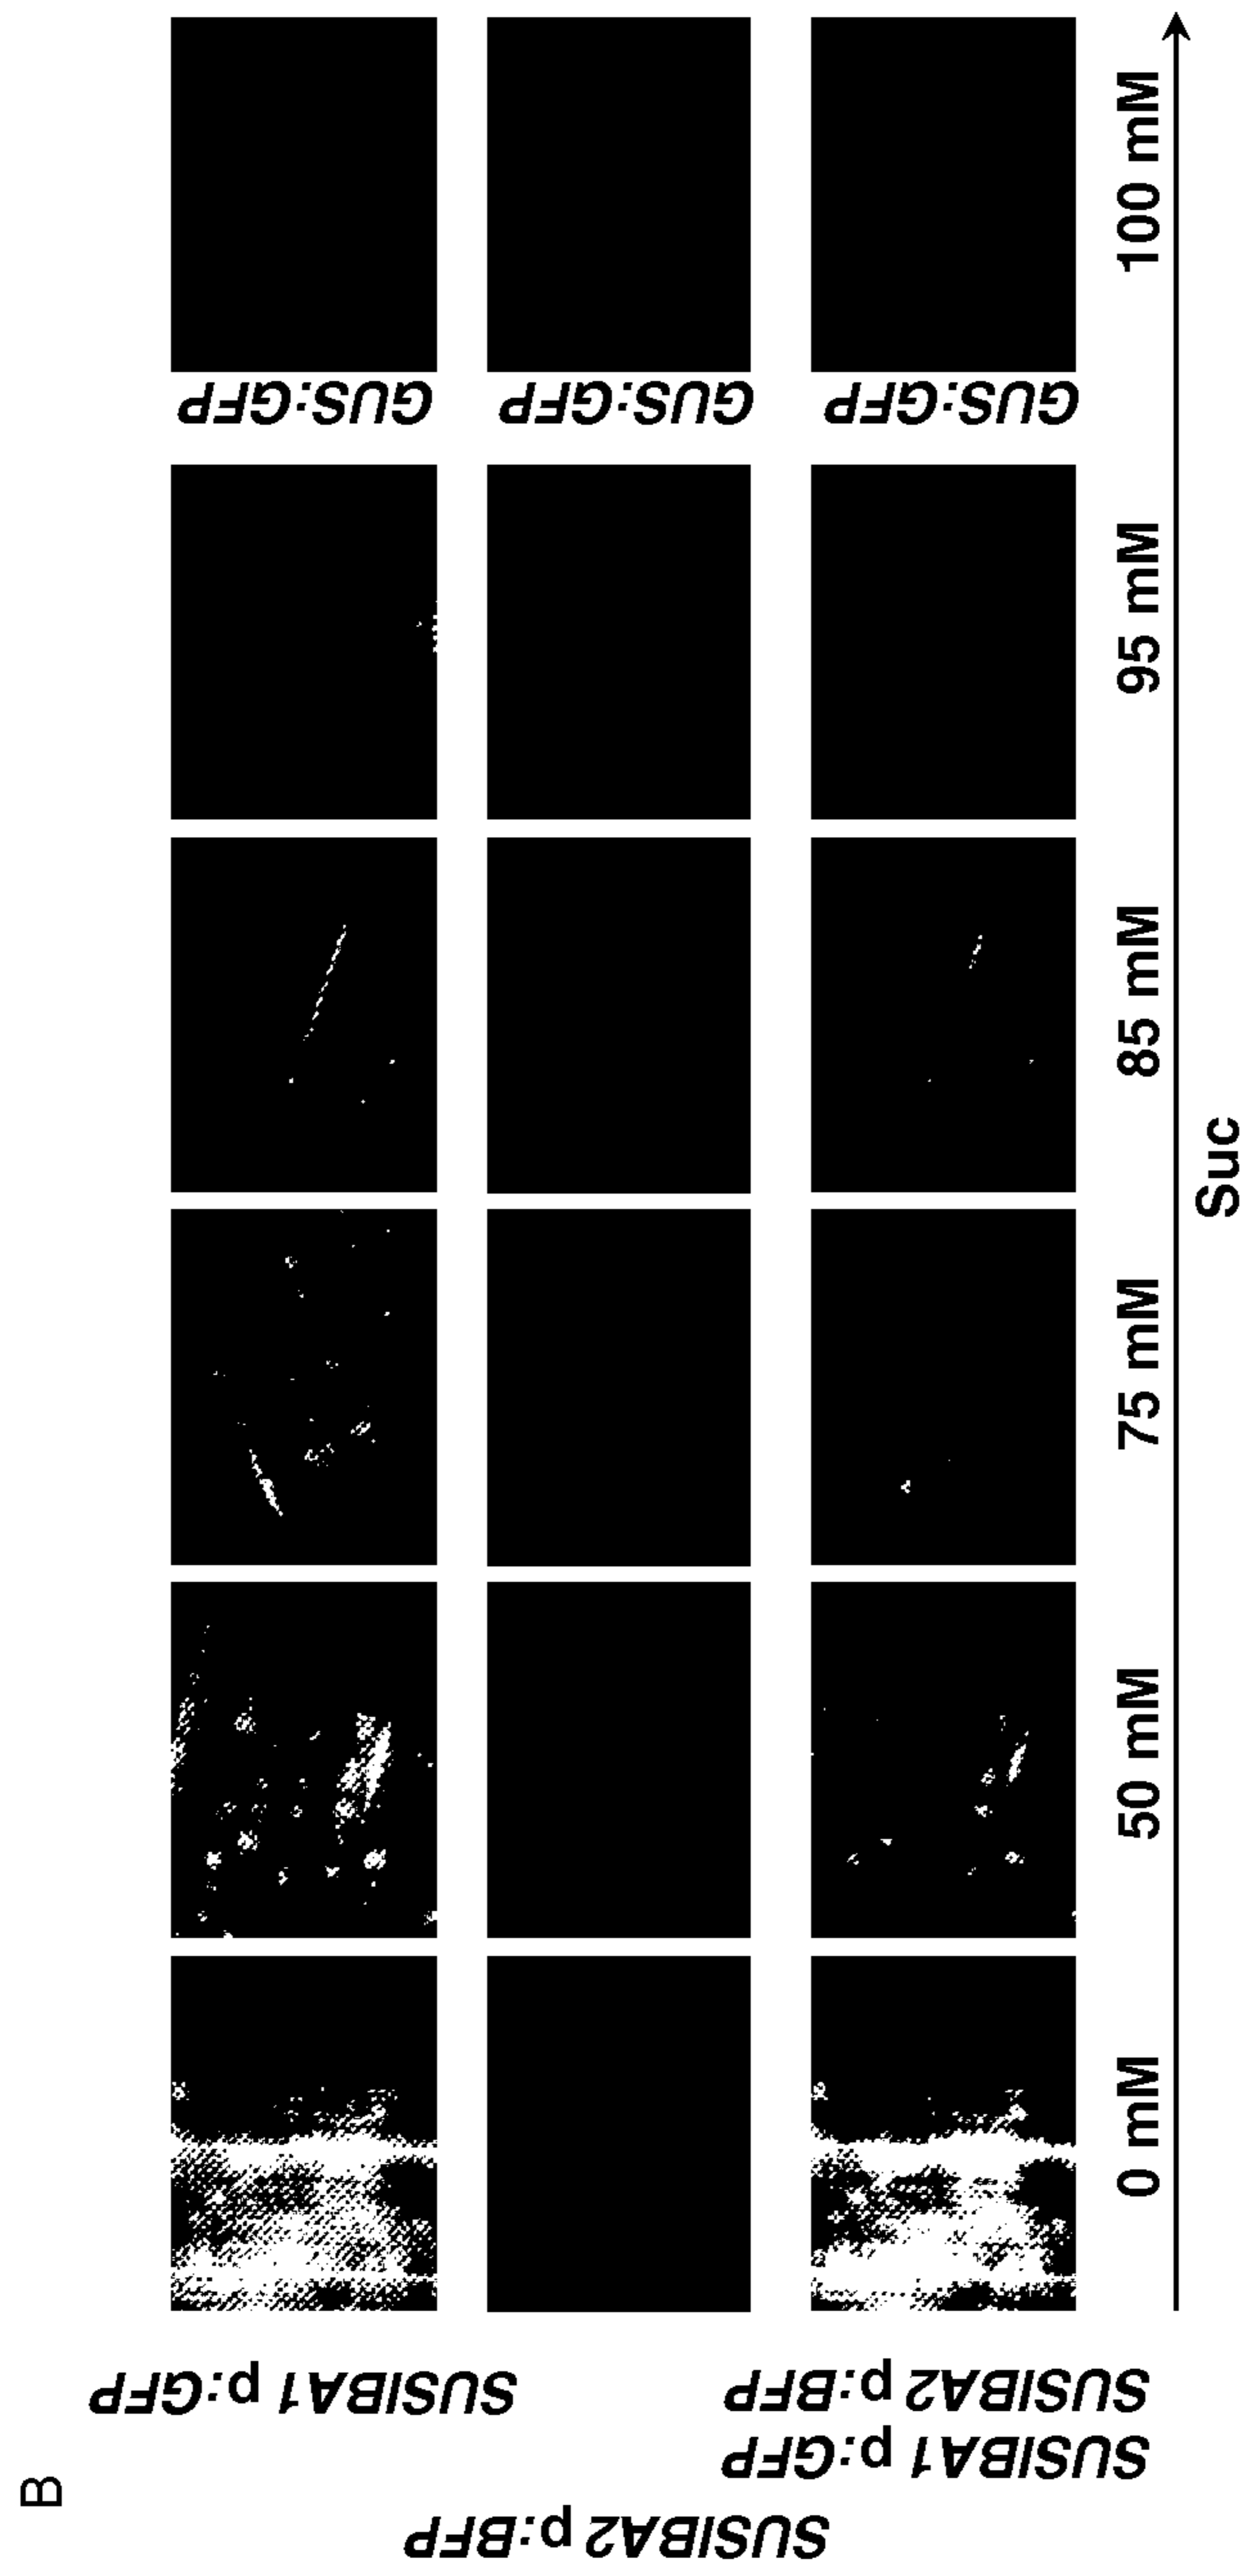 B
SUSIBA1 p:GFP
SUSIBA2 p:BFP
SUSIBA1 p:GFP
SUSIBA2 p:BFP
GUS:GFP
GUS:GFP
GUS:GFP
0 mM
50 mM
75 mM
85 mM
95 mM
100 mM
Suc